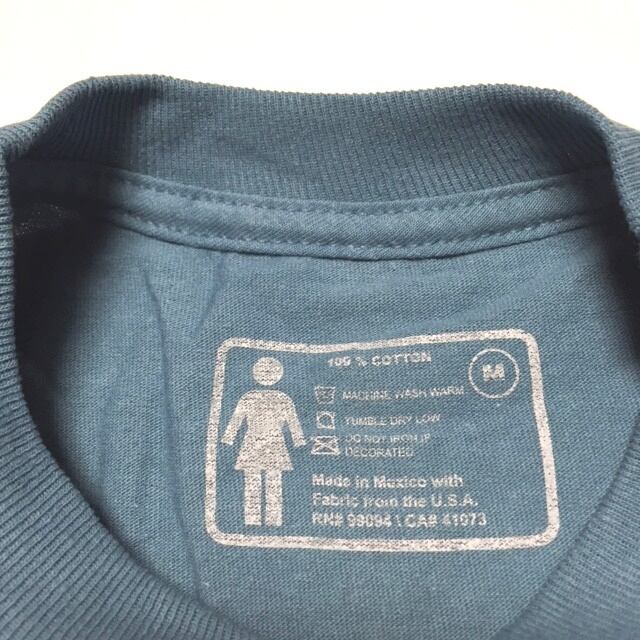 100 % COTTON
M
MACHINE WASH WARM
TUMBLE DRY LOW
DO NOT IRON IF
DECORATED
Made in Mexico with
Fabric from the U.S.A.
RN# 99094 \ CA# 41073